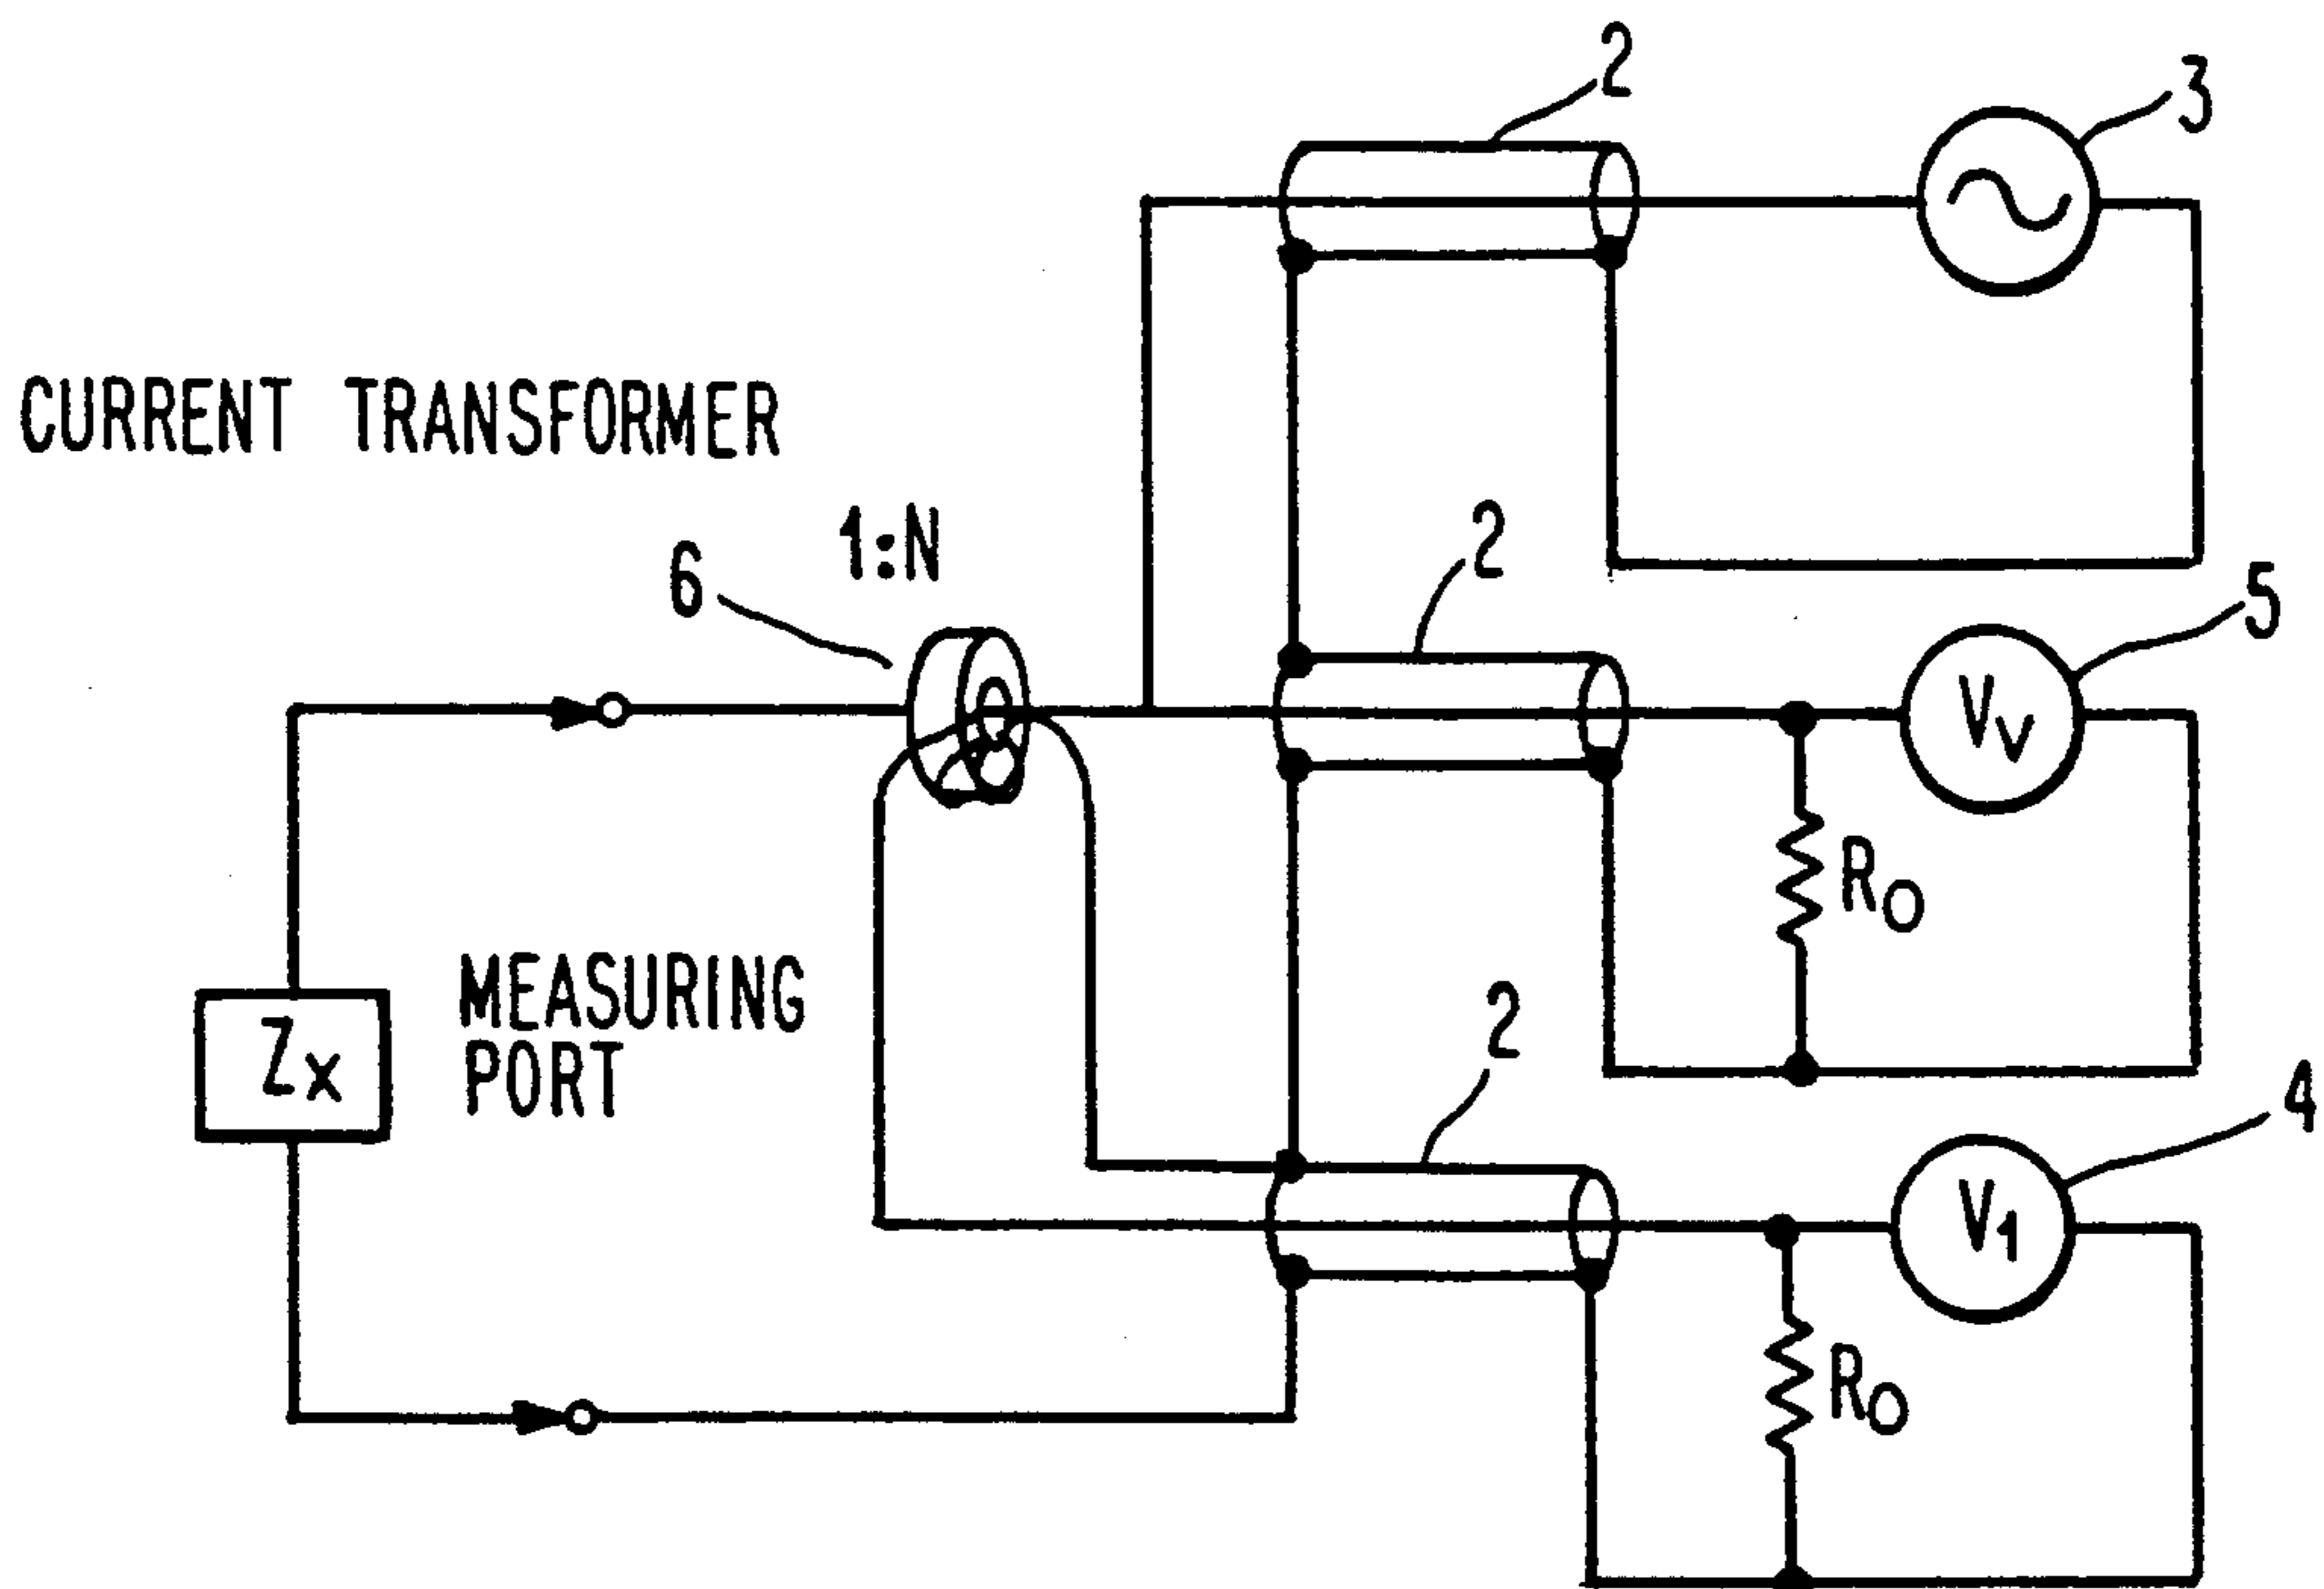 2
3
CURRENT TRANSFORMER
1:N
6
2
5
Vv
Ro
MEASURING
PORT
Zx
2
4
V1
Ro